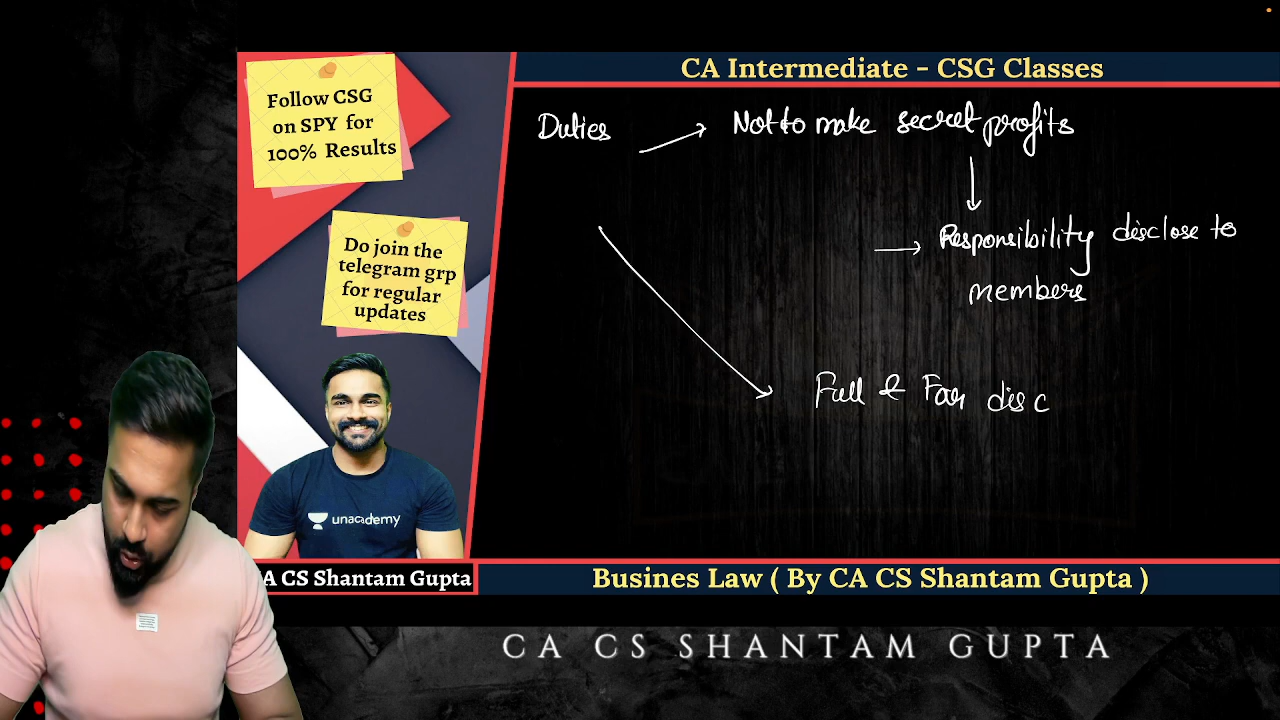 CA Intermediate - CSG Classes
Follow CSG
on SPY for
100% Results
Do join the
telegram grp
for regular
updates
unacademy
Duties
Not to make secret profits
Responsibility disclose to
members
Full & Fair disc
A CS Shantam Gupta
Busines Law ( By CA CS Shantam Gupta )
CA CS SHANTAM GUPTA